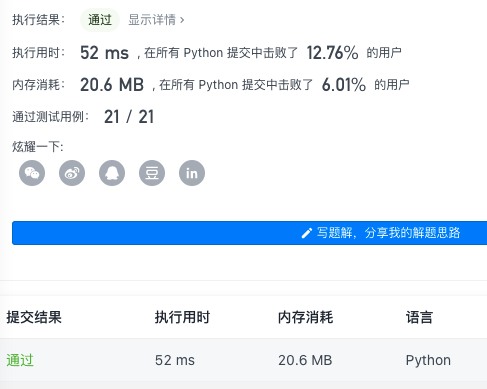 执行结果： 通过 显示详情 ›
执行用时： 52 ms , 在所有 Python 提交中击败了 12.76% 的用户
内存消耗： 20.6 MB , 在所有 Python 提交中击败了 6.01% 的用户
通过测试用例： 21 / 21
炫耀一下:
豆 in
写题解，分享我的解题思路
提交结果 执行用时 内存消耗 语言
通过 52 ms 20.6 MB Python